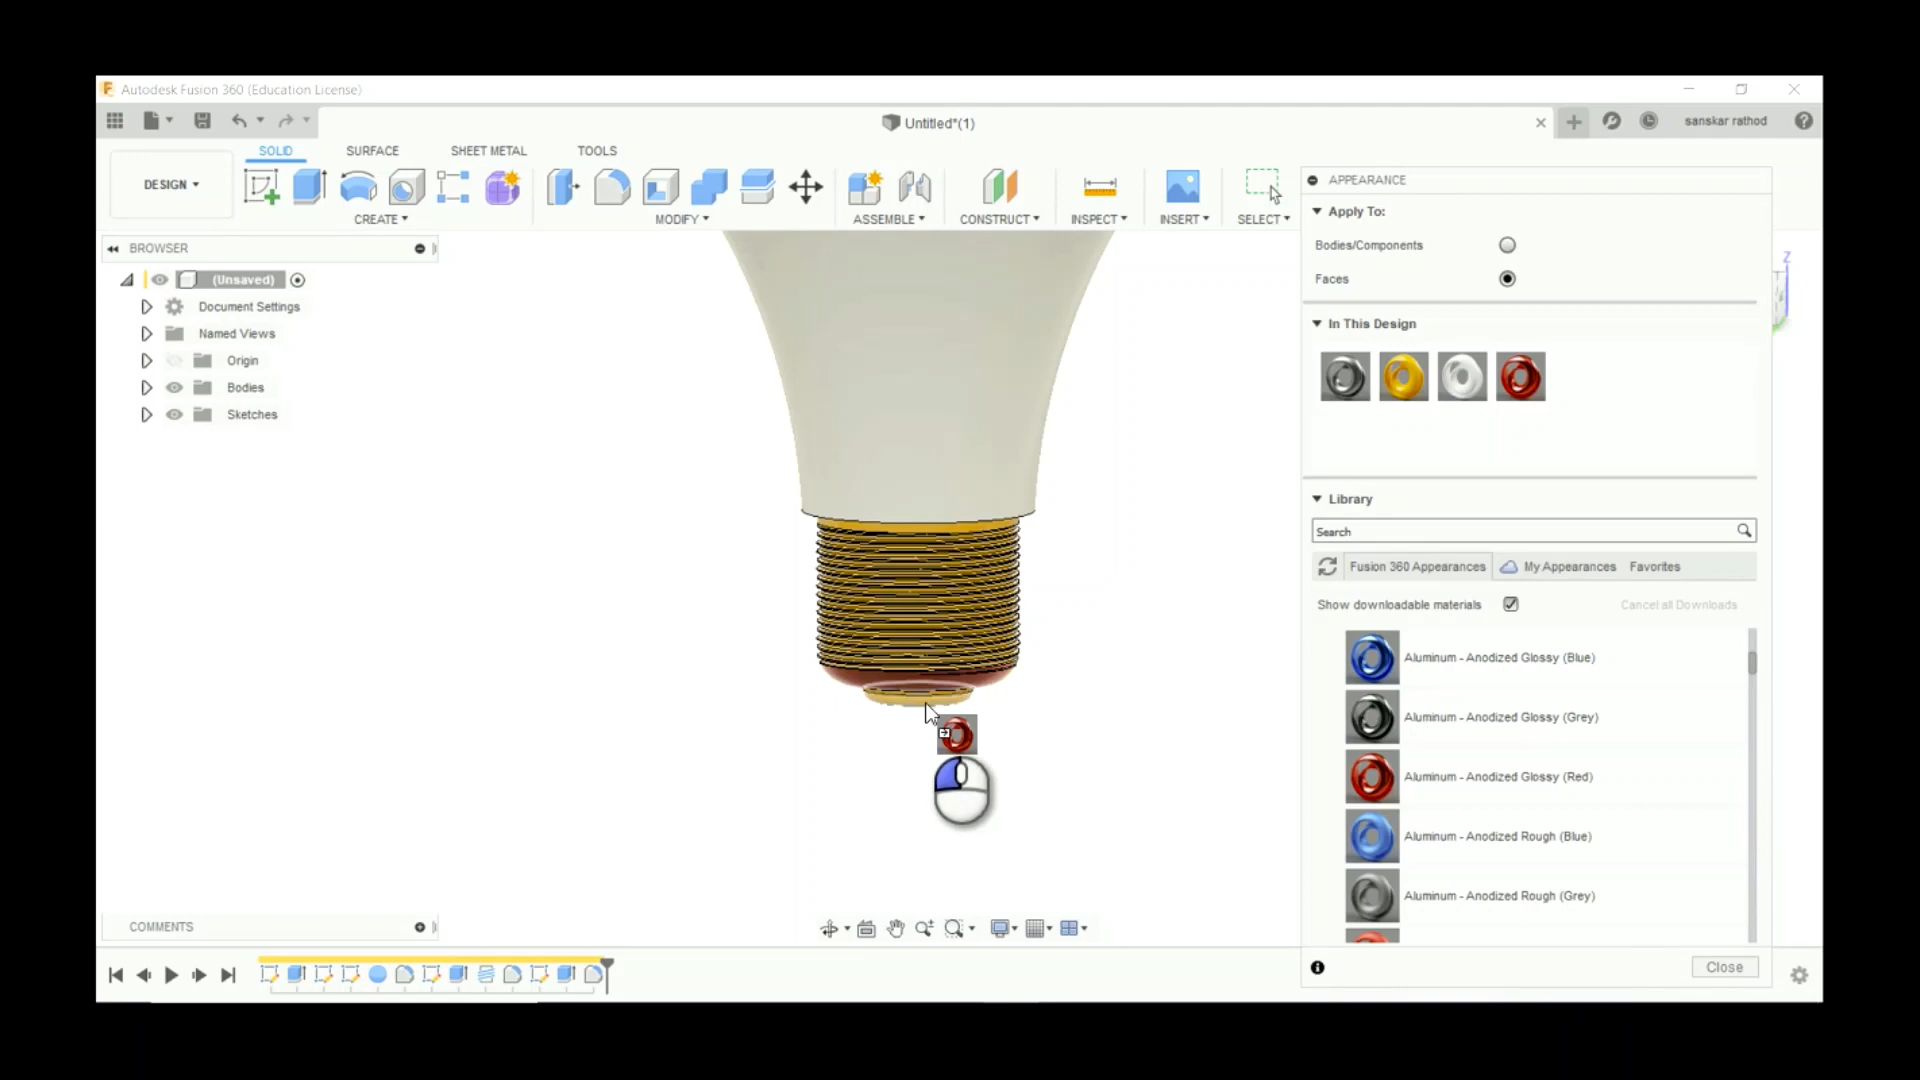 Autodesk Fusion 360 (Education License)
Untitled*(1)
sanskar rathod
SOLID
SURFACE
SHEET METAL
TOOLS
DESIGN
CREATE
MODIFY
ASSEMBLE
CONSTRUCT
INSPECT
INSERT
SELECT
BROWSER
(Unsaved)
Document Settings
Named Views
Origin
Bodies
Sketches
APPEARANCE
Apply To:
Bodies/Components
Faces
In This Design
Library
Search
Fusion 360 Appearances
My Appearances
Favorites
Show downloadable materials
Cancel all Downloads
Aluminum - Anodized Glossy (Blue)
Aluminum - Anodized Glossy (Grey)
Aluminum - Anodized Glossy (Red)
Aluminum - Anodized Rough (Blue)
Aluminum - Anodized Rough (Grey)
Close
Z
COMMENTS